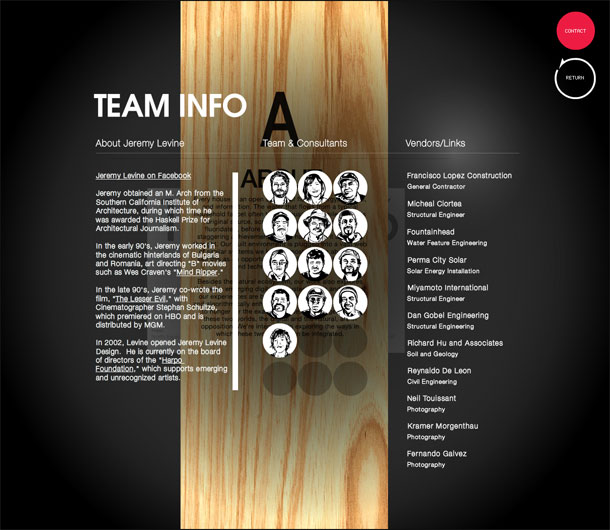 CONTACT
RETURN
TEAM INFO
A
About Jeremy Levine
Team & Consultants
Vendors/Links
Jeremy Levine on Facebook
Jeremy obtained an M. Arch from the
Southern California Institute of
Architecture, during which time he
was awarded the Haskell Prize for
Architectural Journalism.
In the early 90's, Jeremy worked in
the cinematic hinterlands of Bulgaria
and Romania, art directing "B" movies
such as Wes Craven's "Mind Ripper."
In the late 90's, Jeremy co-wrote the
film, "The Lesser Evil," with
Cinematographer Stephan Schultze,
which premiered on HBO and is
distributed by MGM.
In 2002, Levine opened Jeremy Levine
Design. He is currently on the board
of directors of the "Harpo
Foundation," which supports emerging
and unrecognized artists.
Francisco Lopez Construction
General Contractor
Micheal Ciortea
Structural Engineer
Fountainhead
Water Feature Engineering
Perma City Solar
Solar Energy Installation
Miyamoto International
Structural Engineer
Dan Gobei Engineering
Structural Engineering
Richard Hu and Associates
Soil and Geology
Reynaldo De Leon
Civil Engineering
Neil Touissant
Photography
Kramer Morgenthau
Photography
Fernando Galvez
Photography